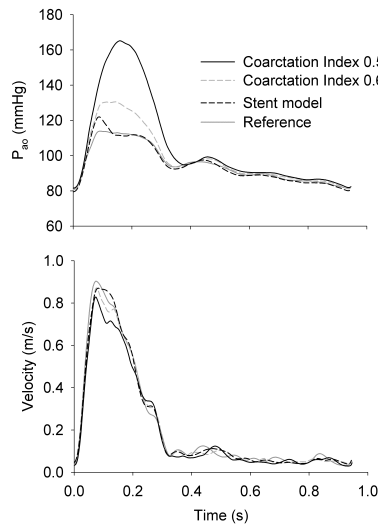 180
160
140
120
100
80
60
P ao (mmHg)
Coarctation Index 0.5
Coarctation Index 0.6
Stent model
Reference
1.0
0.8
0.6
0.4
0.2
0.0
Velocity (m/s)
0.0 0.2 0.4 0.6 0.8 1.0
Time (s)